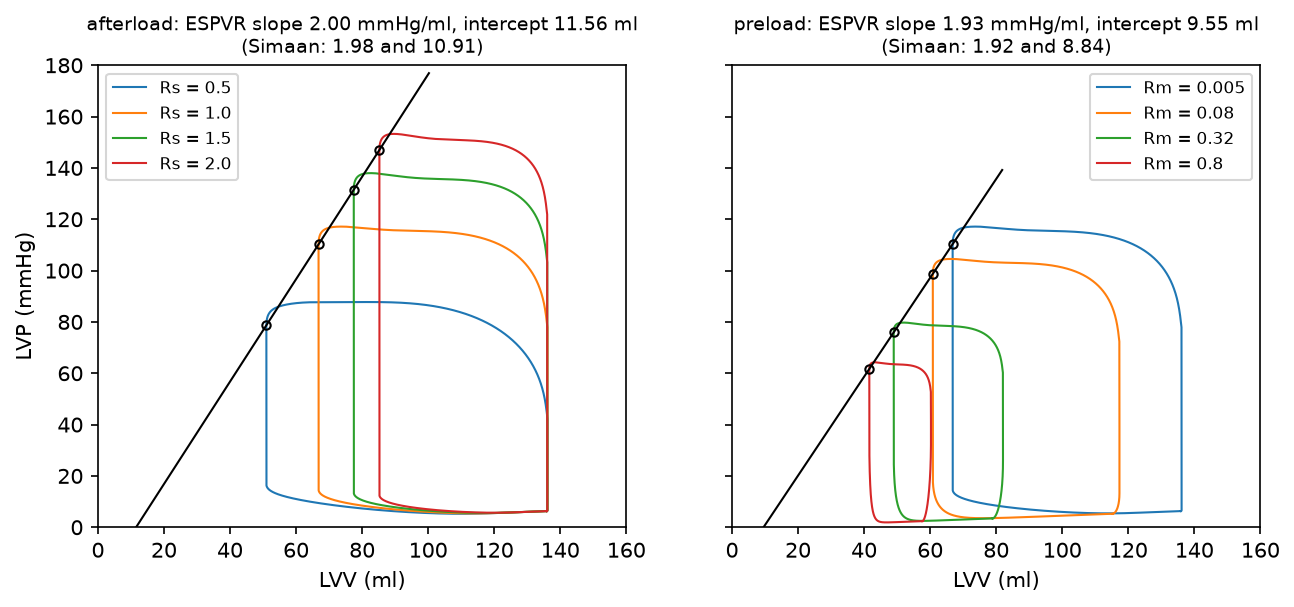 afterload: ESPVR slope 2.00 mmHg/ml, intercept 11.56 ml
(Simaan: 1.98 and 10.91)
180
160
140
120
100
80
60
40
20
0
LVP (mmHg)
Rs = 0.5
Rs = 1.0
Rs = 1.5
Rs = 2.0
0 20 40 60 80 100 120 140 160
LVV (ml)
preload: ESPVR slope 1.93 mmHg/ml, intercept 9.55 ml
(Simaan: 1.92 and 8.84)
Rm = 0.005
Rm = 0.08
Rm = 0.32
Rm = 0.8
0 20 40 60 80 100 120 140 160
LVV (ml)